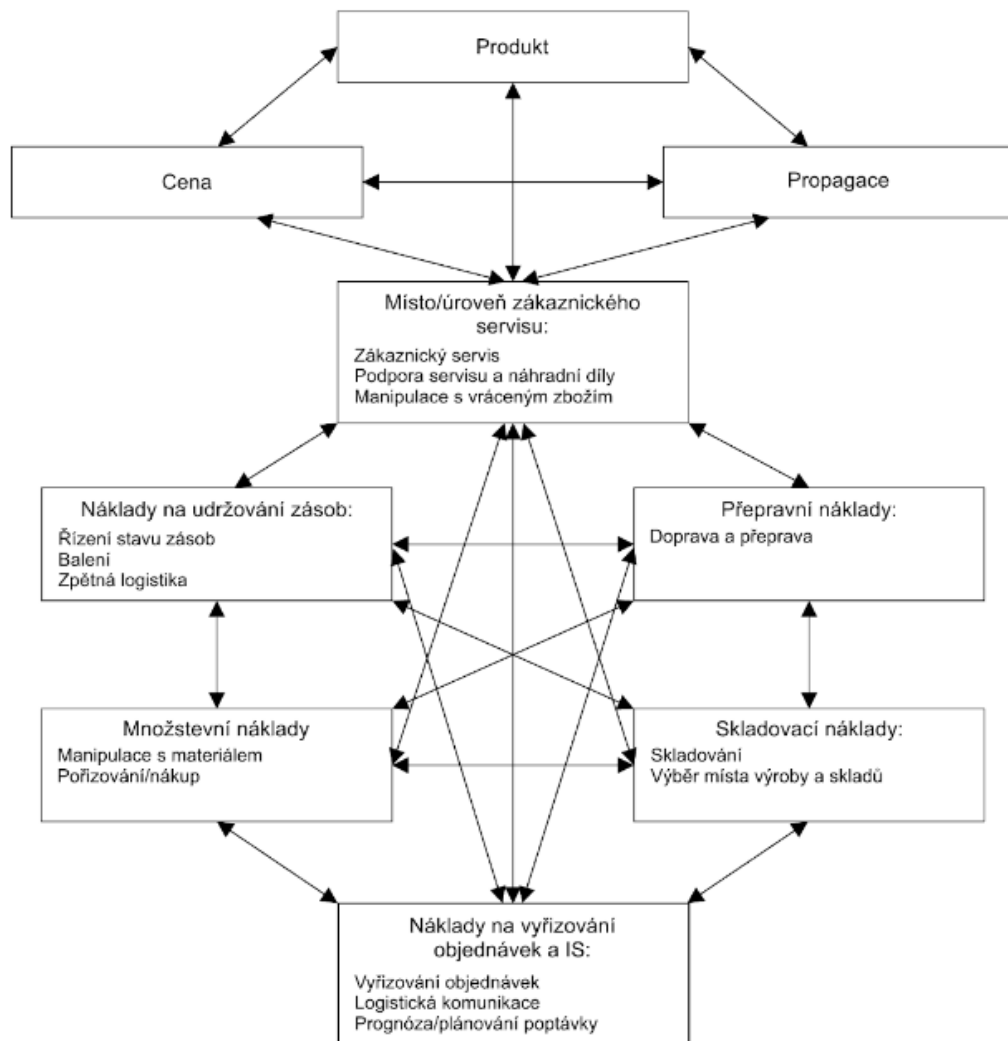 Produkt
Cena
Propagace
Místo/úroveň zákaznického
servisu:
Zákaznický servis
Podpora servisu a náhradní díly
Manipulace s vráceným zbožím
Náklady na udržování zásob:
Řízení stavu zásob
Balení
Zpětná logistika
Přepravní náklady:
Doprava a přeprava
Množstevní náklady
Manipulace s materiálem
Pořizování/nákup
Skladovací náklady:
Skladování
Výběr místa výroby a skladů
Náklady na vyřizování
objednávek a IS:
Vyřizování objednávek
Logistická komunikace
Prognóza/plánování poptávky